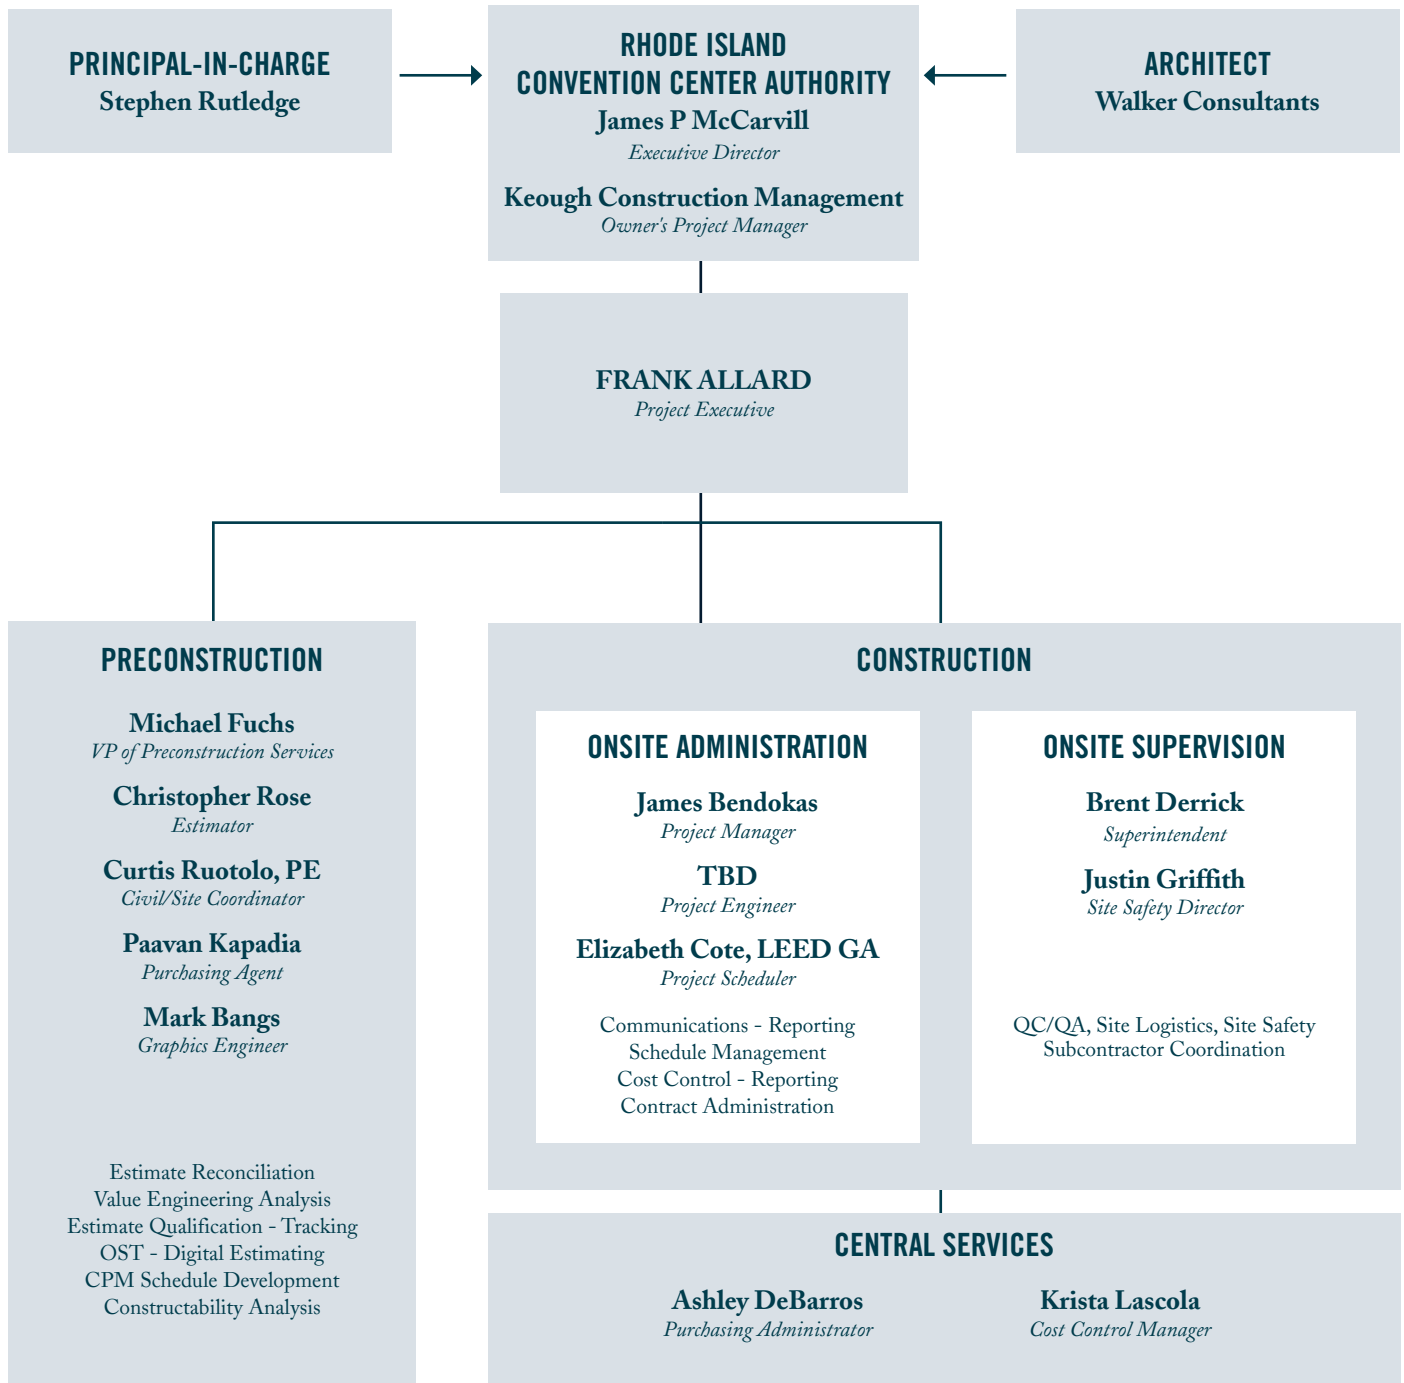 PRINCIPAL-IN-CHARGE
Stephen Rutledge
RHODE ISLAND
CONVENTION CENTER AUTHORITY
James P McCarvill
Executive Director
Keough Construction Management
Owner's Project Manager
ARCHITECT
Walker Consultants
FRANK ALLARD
Project Executive
PRECONSTRUCTION
Michael Fuchs
VP of Preconstruction Services
Christopher Rose
Estimator
Curtis Ruotolo, PE
Civil/Site Coordinator
Paavan Kapadia
Purchasing Agent
Mark Bangs
Graphics Engineer
Estimate Reconciliation
Value Engineering Analysis
Estimate Qualification - Tracking
OST - Digital Estimating
CPM Schedule Development
Constructability Analysis
CONSTRUCTION
ONSITE ADMINISTRATION
James Bendokas
Project Manager
TBD
Project Engineer
Elizabeth Cote, LEED GA
Project Scheduler
Communications - Reporting
Schedule Management
Cost Control - Reporting
Contract Administration
ONSITE SUPERVISION
Brent Derrick
Superintendent
Justin Griffith
Site Safety Director
QC/QA, Site Logistics, Site Safety
Subcontractor Coordination
CENTRAL SERVICES
Ashley DeBarros
Purchasing Administrator
Krista Lascola
Cost Control Manager